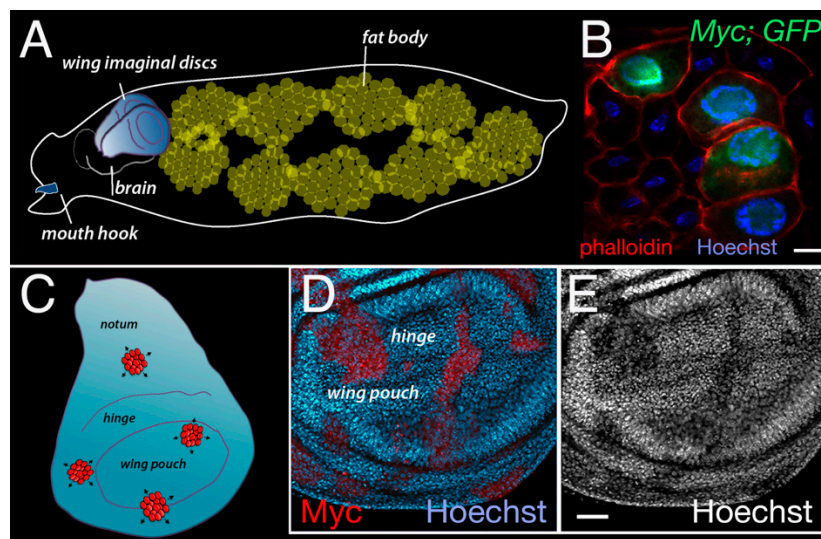 A
fat body
wing imaginal discs
brain
mouth hook
B
Myc; GFP
phalloidin
Hoechst
C
notum
hinge
wing pouch
D
hinge
wing pouch
Myc
Hoechst
E
Hoechst